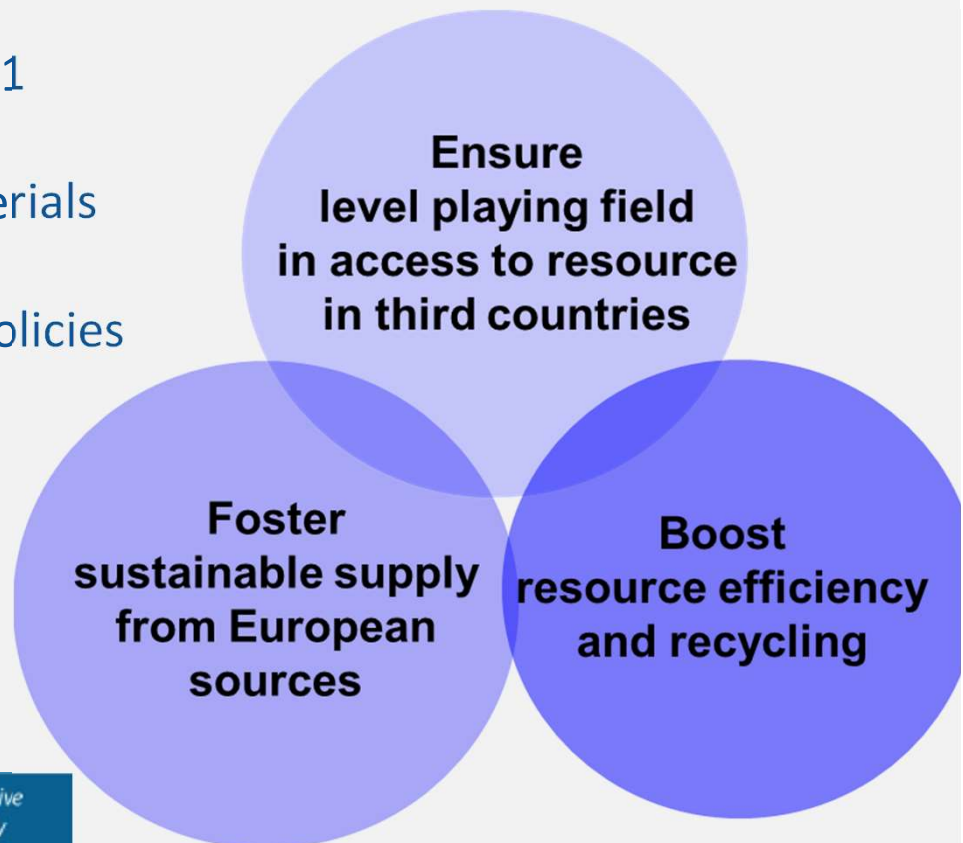 1
erials
olicies
Ensure
level playing field
in access to resource
in third countries
Foster
sustainable supply
from European
sources
Boost
resource efficiency
and recycling
ive
y